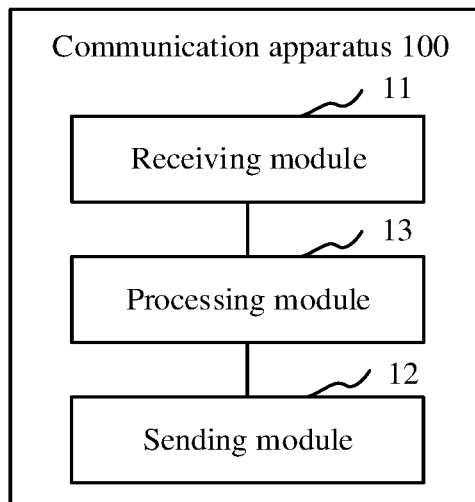 Communication apparatus 100
11
Receiving module
13
Processing module
12
Sending module